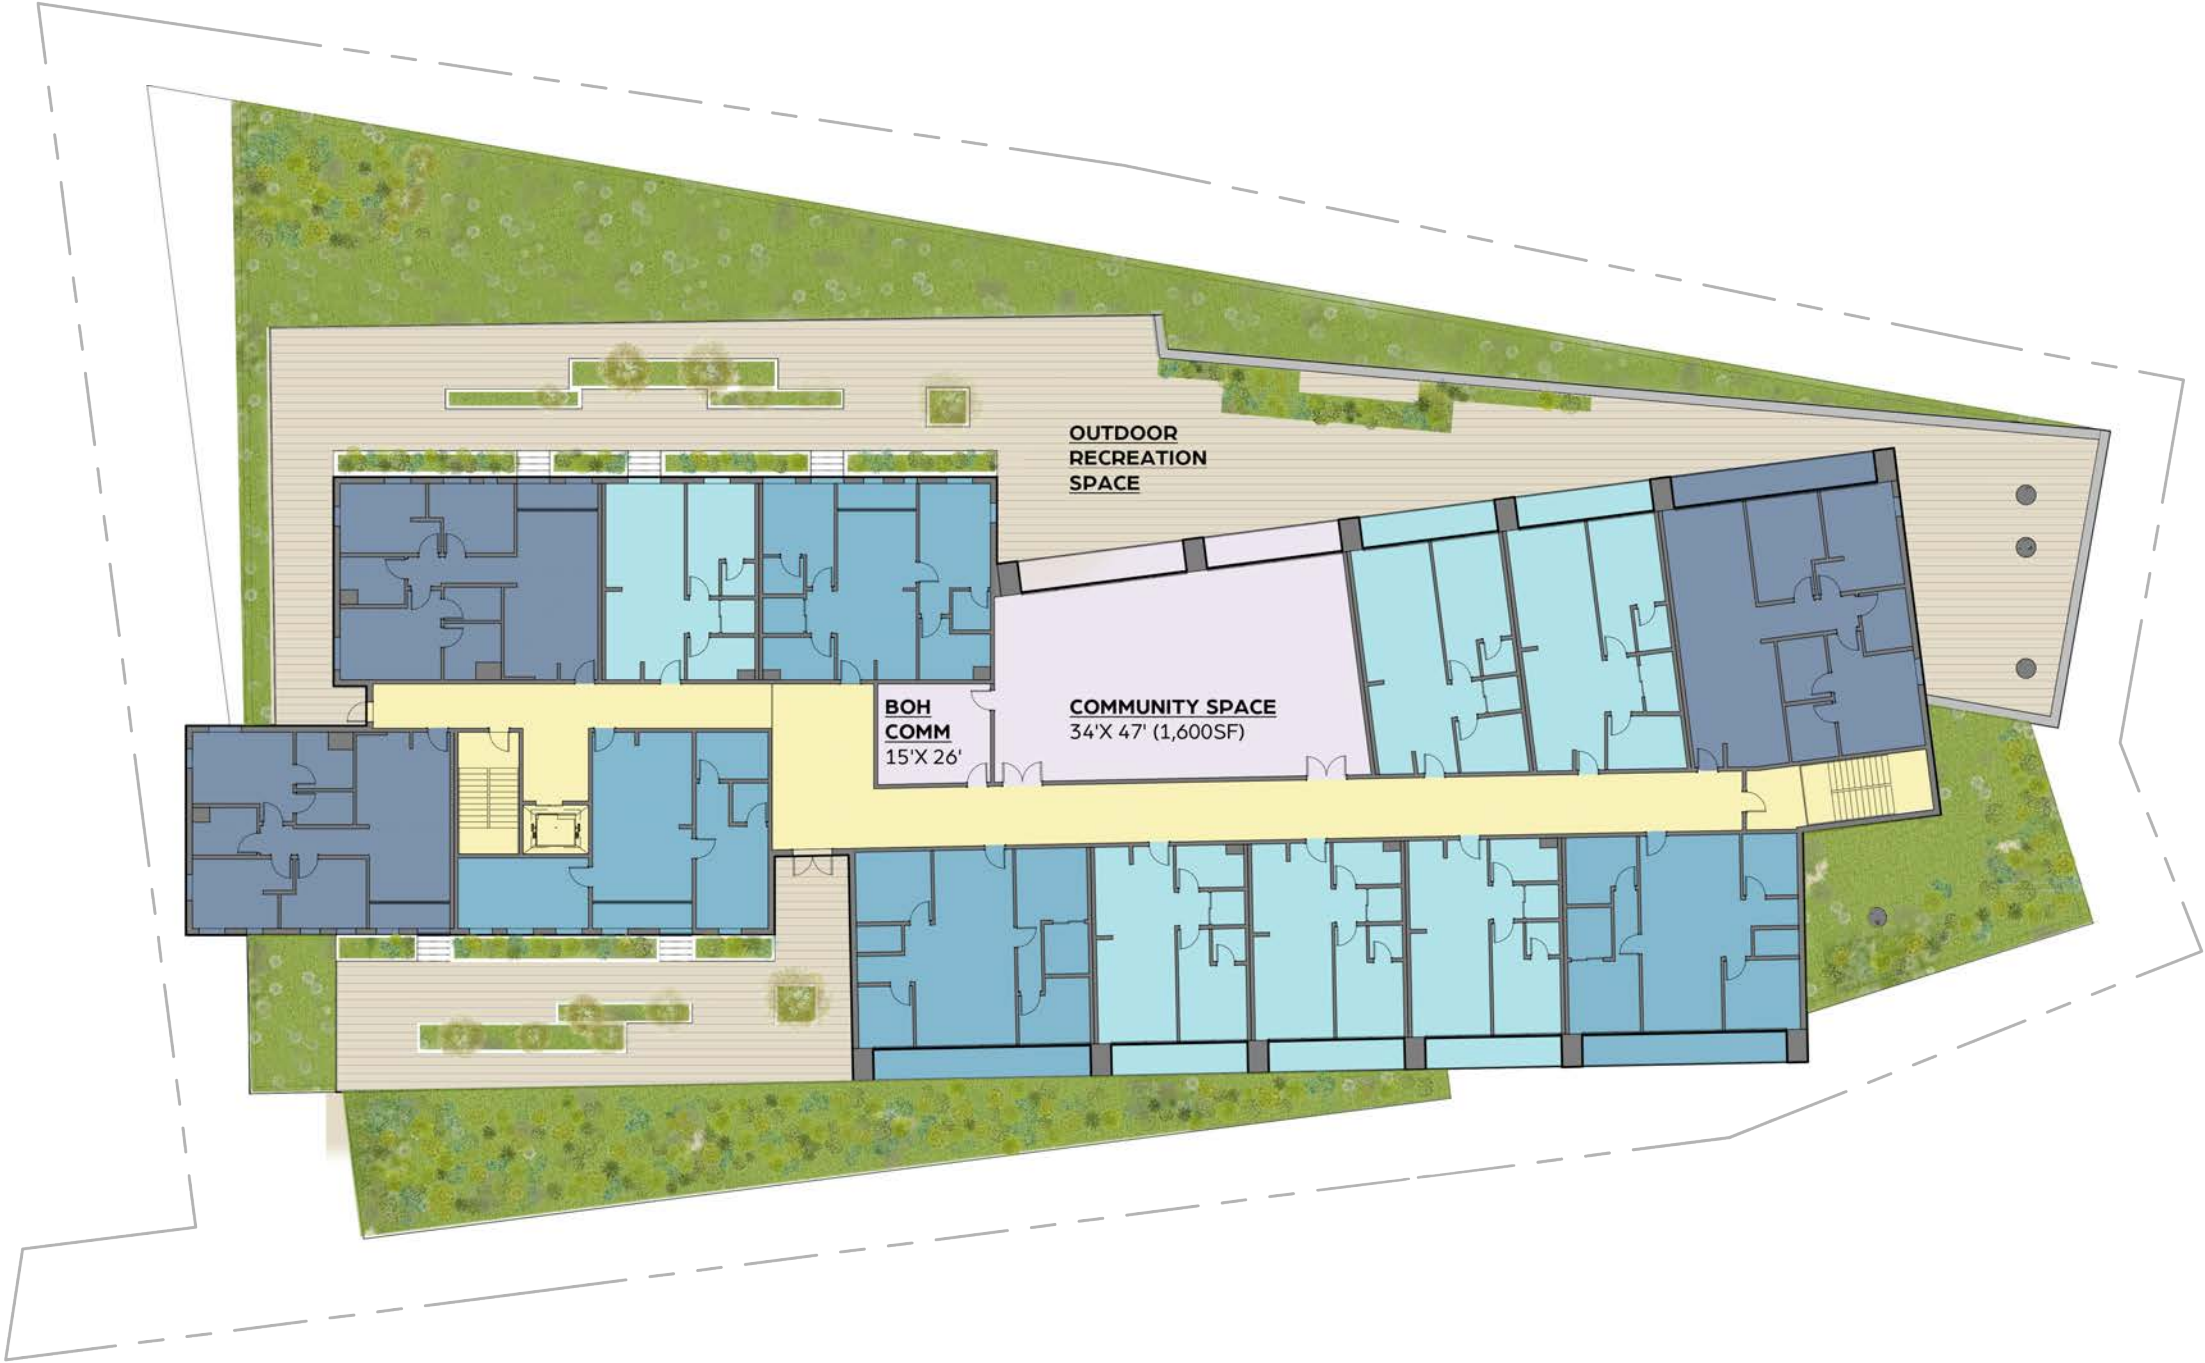 OUTDOOR
RECREATION
SPACE
BOH
COMM
15'X 26'
COMMUNITY SPACE
34'X 47' (1,600SF)